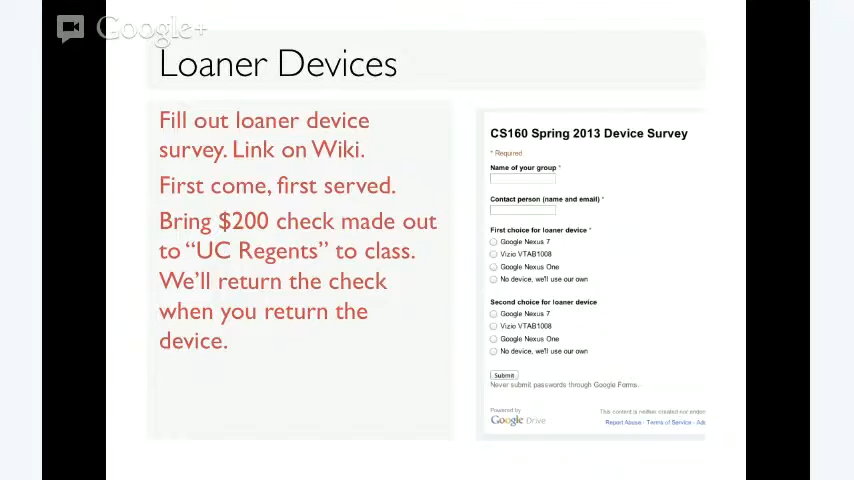 Google+
Loaner Devices
Fill out loaner device
survey. Link on Wiki.
First come, first served.
Bring $200 check made out
to “UC Regents” to class.
We’ll return the check
when you return the
device.
CS160 Spring 2013 Device Survey
* Required
Name of your group *
Contact person (name and email) *
First choice for loaner device *
Google Nexus 7
Vizio VTAB1008
Google Nexus One
No device, we'll use our own
Second choice for loaner device
Google Nexus 7
Vizio VTAB1008
Google Nexus One
No device, we'll use our own
Submit
Never submit passwords through Google Forms.
Powered by
Google Drive
This content is neither created nor
Report Abuse - Terms of Service -